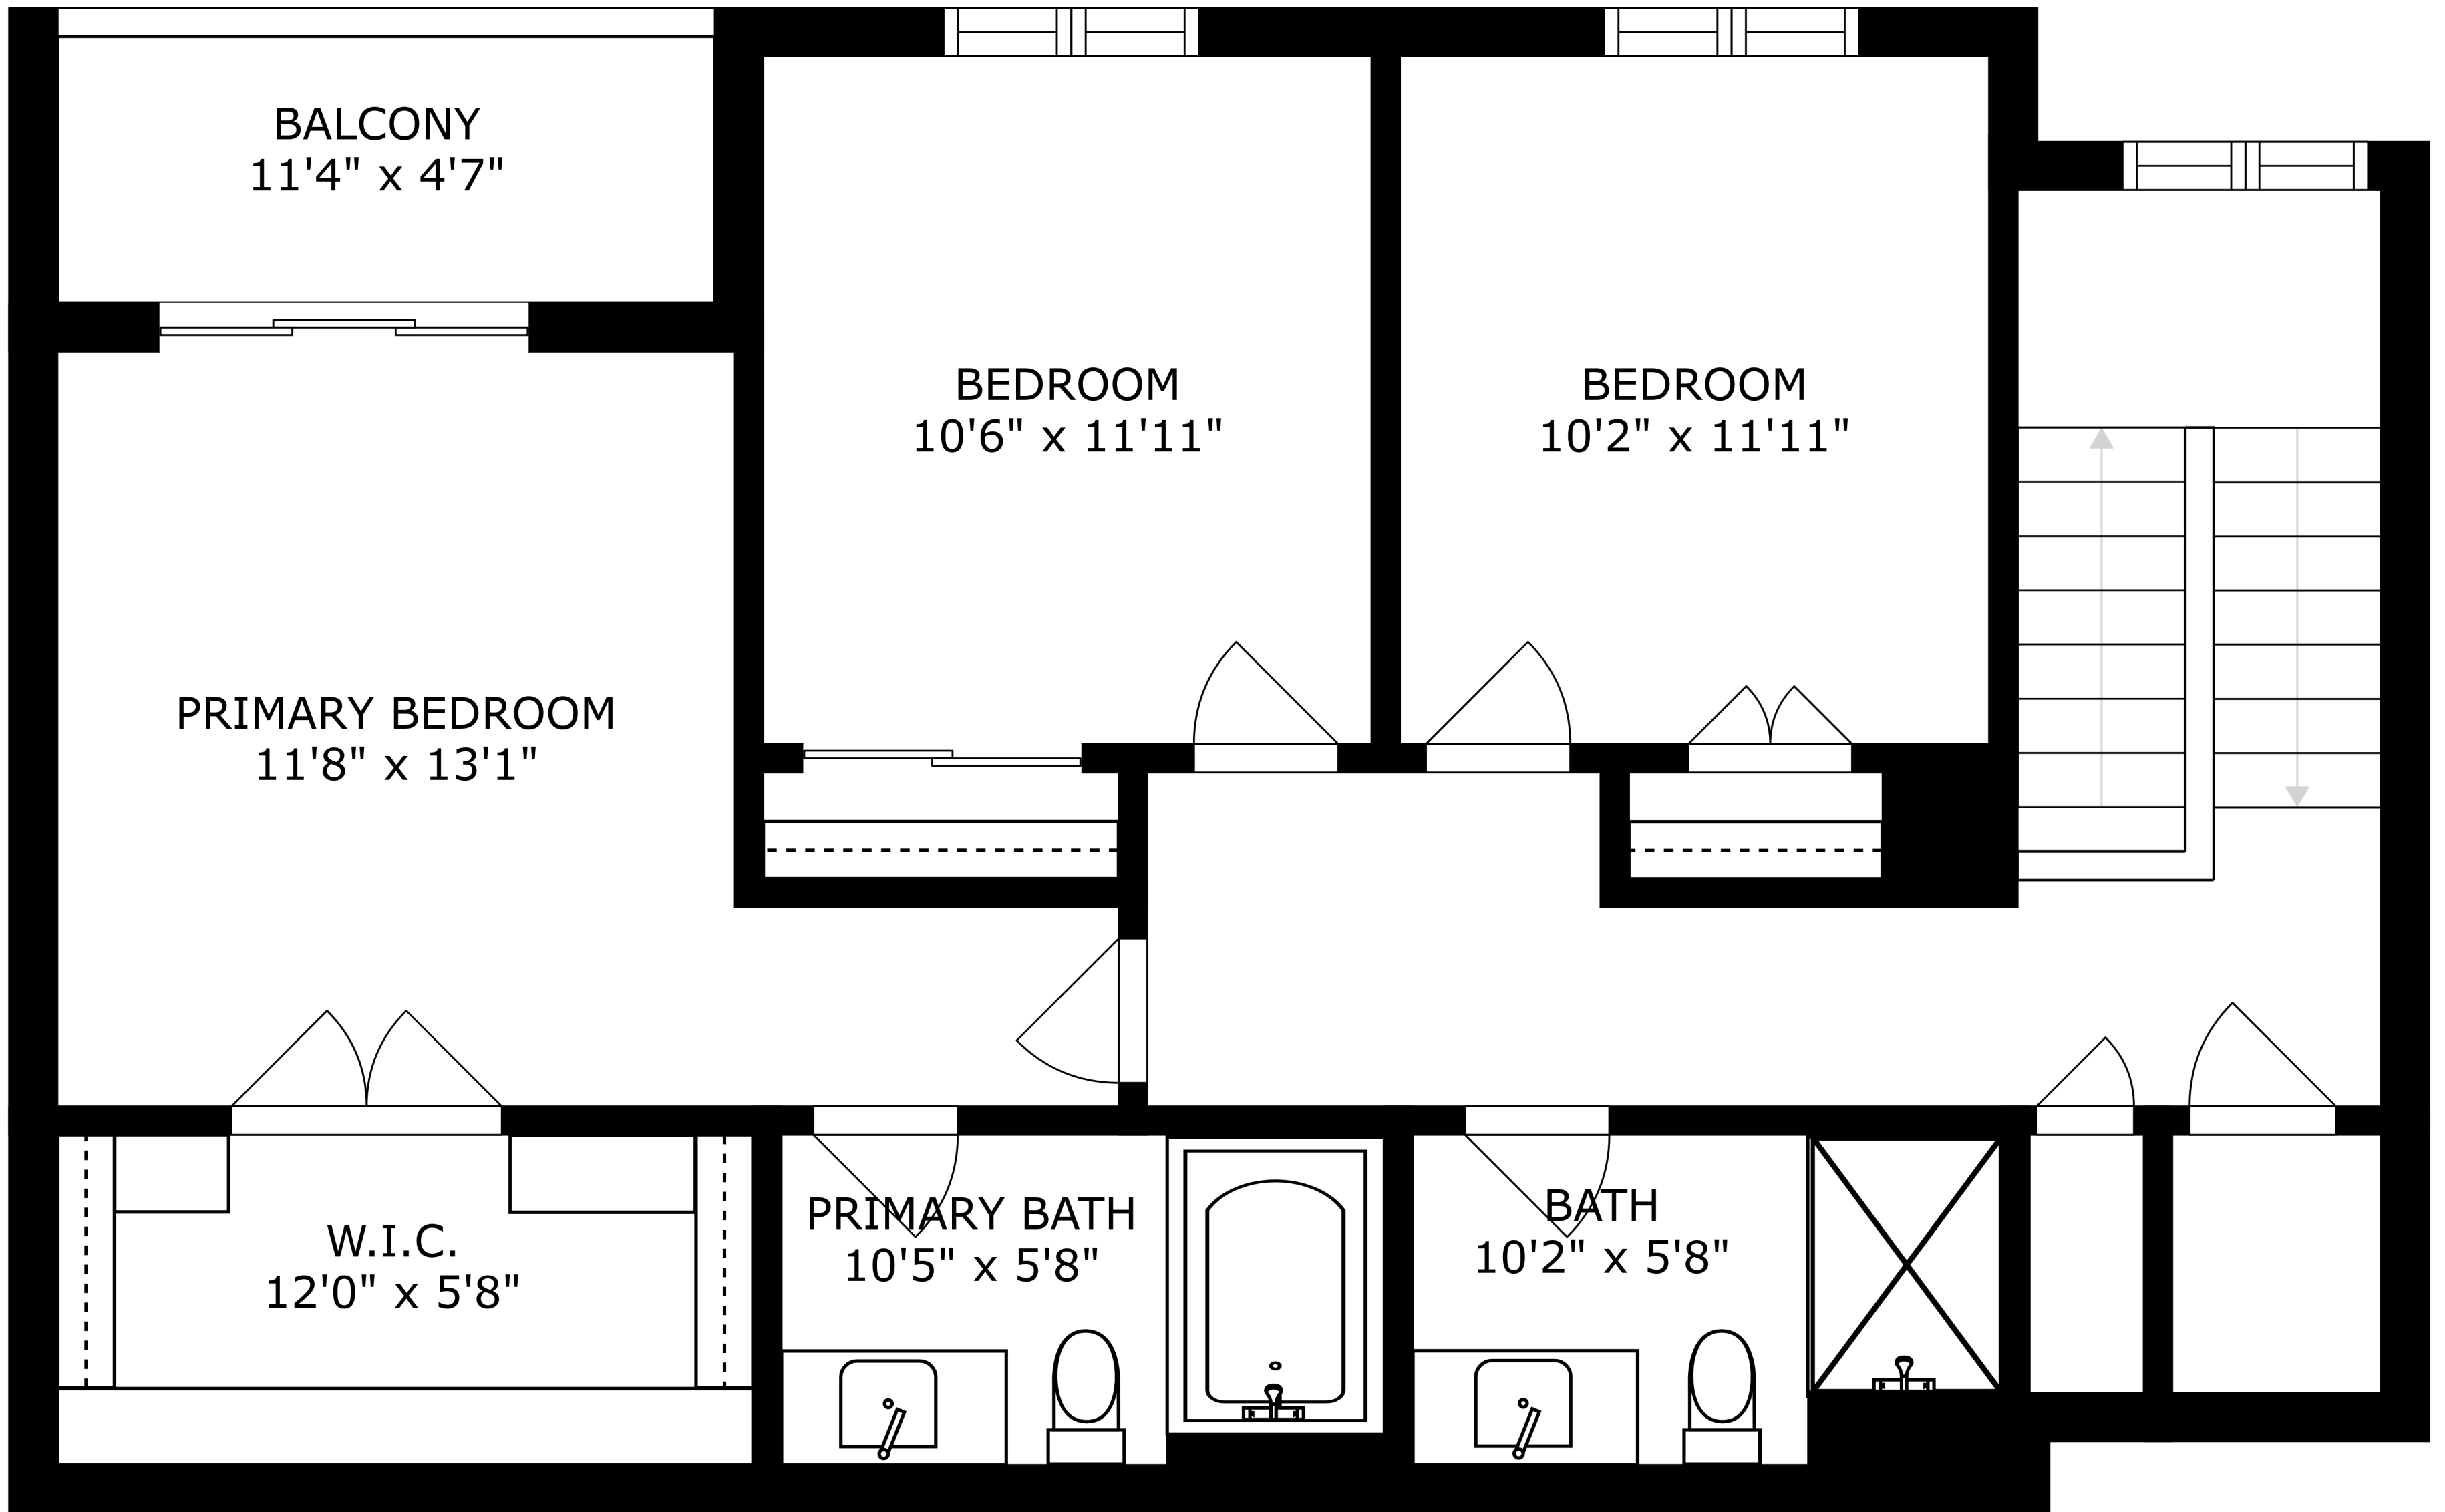 BALCONY
11'4" x 4'7"
BEDROOM
10'6" x 11'11"
BEDROOM
10'2" x 11'11"
PRIMARY BEDROOM
11'8" x 13'1"
W.I.C.
12'0" x 5'8"
PRIMARY BATH
10'5" x 5'8"
BATH
10'2" x 5'8"